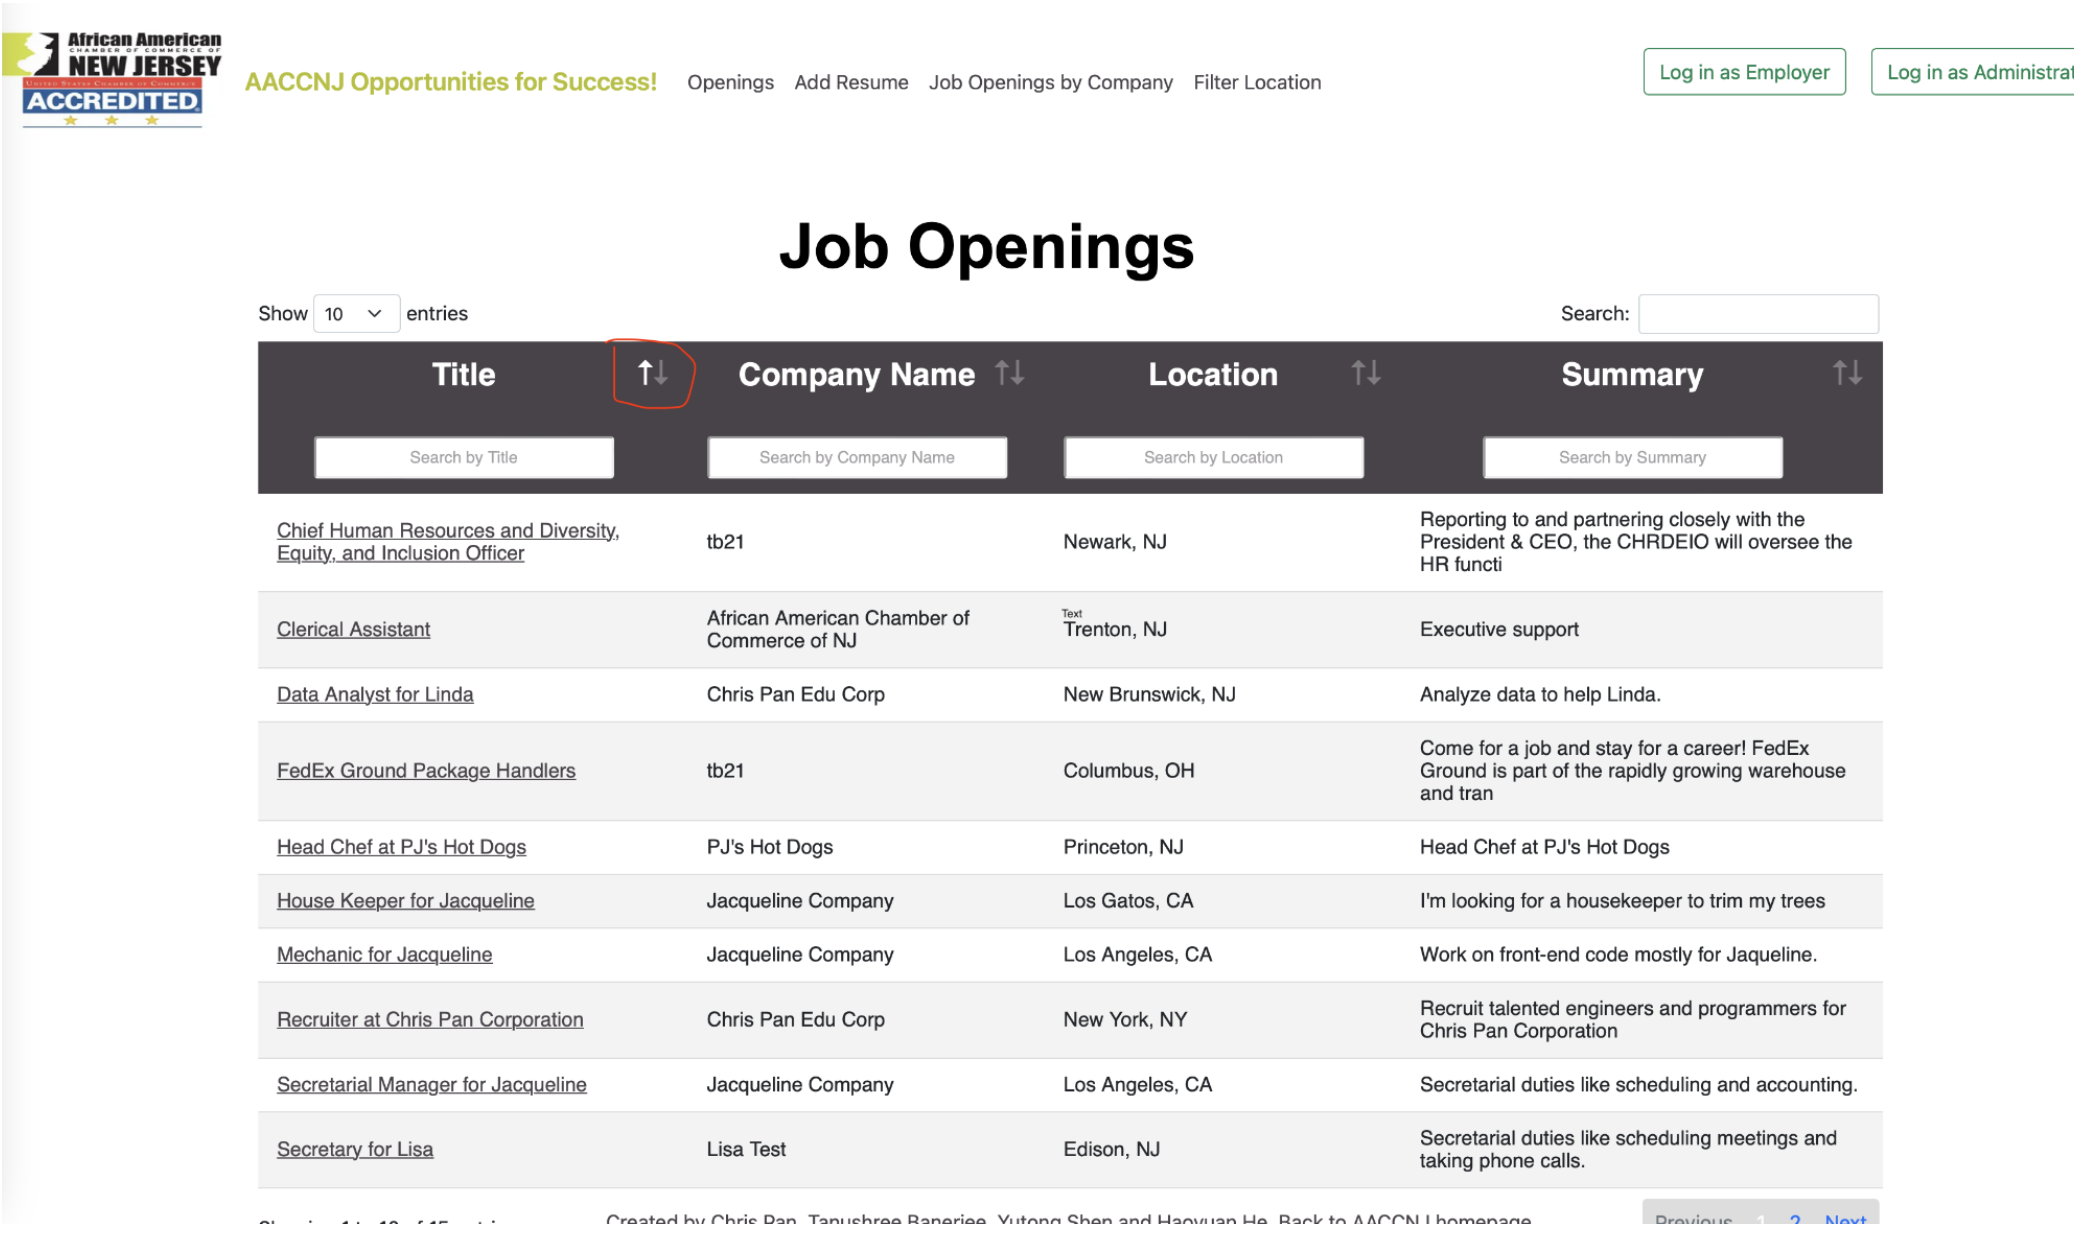 African American
CHAMBER OF COMMERCE OF
NEW JERSEY
UNITED STATES CHAMBER OF COMMERCE
ACCREDITED
AACCNJ Opportunities for Success! Openings Add Resume Job Openings by Company Filter Location
Log in as Employer Log in as Administrat
Job Openings
Show 10 entries Search:
Title Company Name Location Summary
Search by Title Search by Company Name Search by Location Search by Summary
Chief Human Resources and Diversity,
Equity, and Inclusion Officer
tb21
Newark, NJ
Reporting to and partnering closely with the
President & CEO, the CHRDEIO will oversee the
HR functi
Clerical Assistant
African American Chamber of
Commerce of NJ
Text
Trenton, NJ
Executive support
Data Analyst for Linda Chris Pan Edu Corp New Brunswick, NJ Analyze data to help Linda.
FedEx Ground Package Handlers
tb21
Columbus, OH
Come for a job and stay for a career! FedEx
Ground is part of the rapidly growing warehouse
and tran
Head Chef at PJ's Hot Dogs PJ's Hot Dogs Princeton, NJ Head Chef at PJ's Hot Dogs
House Keeper for Jacqueline Jacqueline Company Los Gatos, CA I'm looking for a housekeeper to trim my trees
Mechanic for Jacqueline Jacqueline Company Los Angeles, CA Work on front-end code mostly for Jaqueline.
Recruiter at Chris Pan Corporation
Chris Pan Edu Corp
New York, NY
Recruit talented engineers and programmers for
Chris Pan Corporation
Secretarial Manager for Jacqueline Jacqueline Company Los Angeles, CA Secretarial duties like scheduling and accounting.
Secretary for Lisa
Lisa Test
Edison, NJ
Secretarial duties like scheduling meetings and
taking phone calls.
Showing 1 to 10 of 15 entries Created by Chris Pan, Tanushree Banerjee, Yutong Shen and Haoyuan He. Back to AACCNJ homepage Previous 1 2 Next